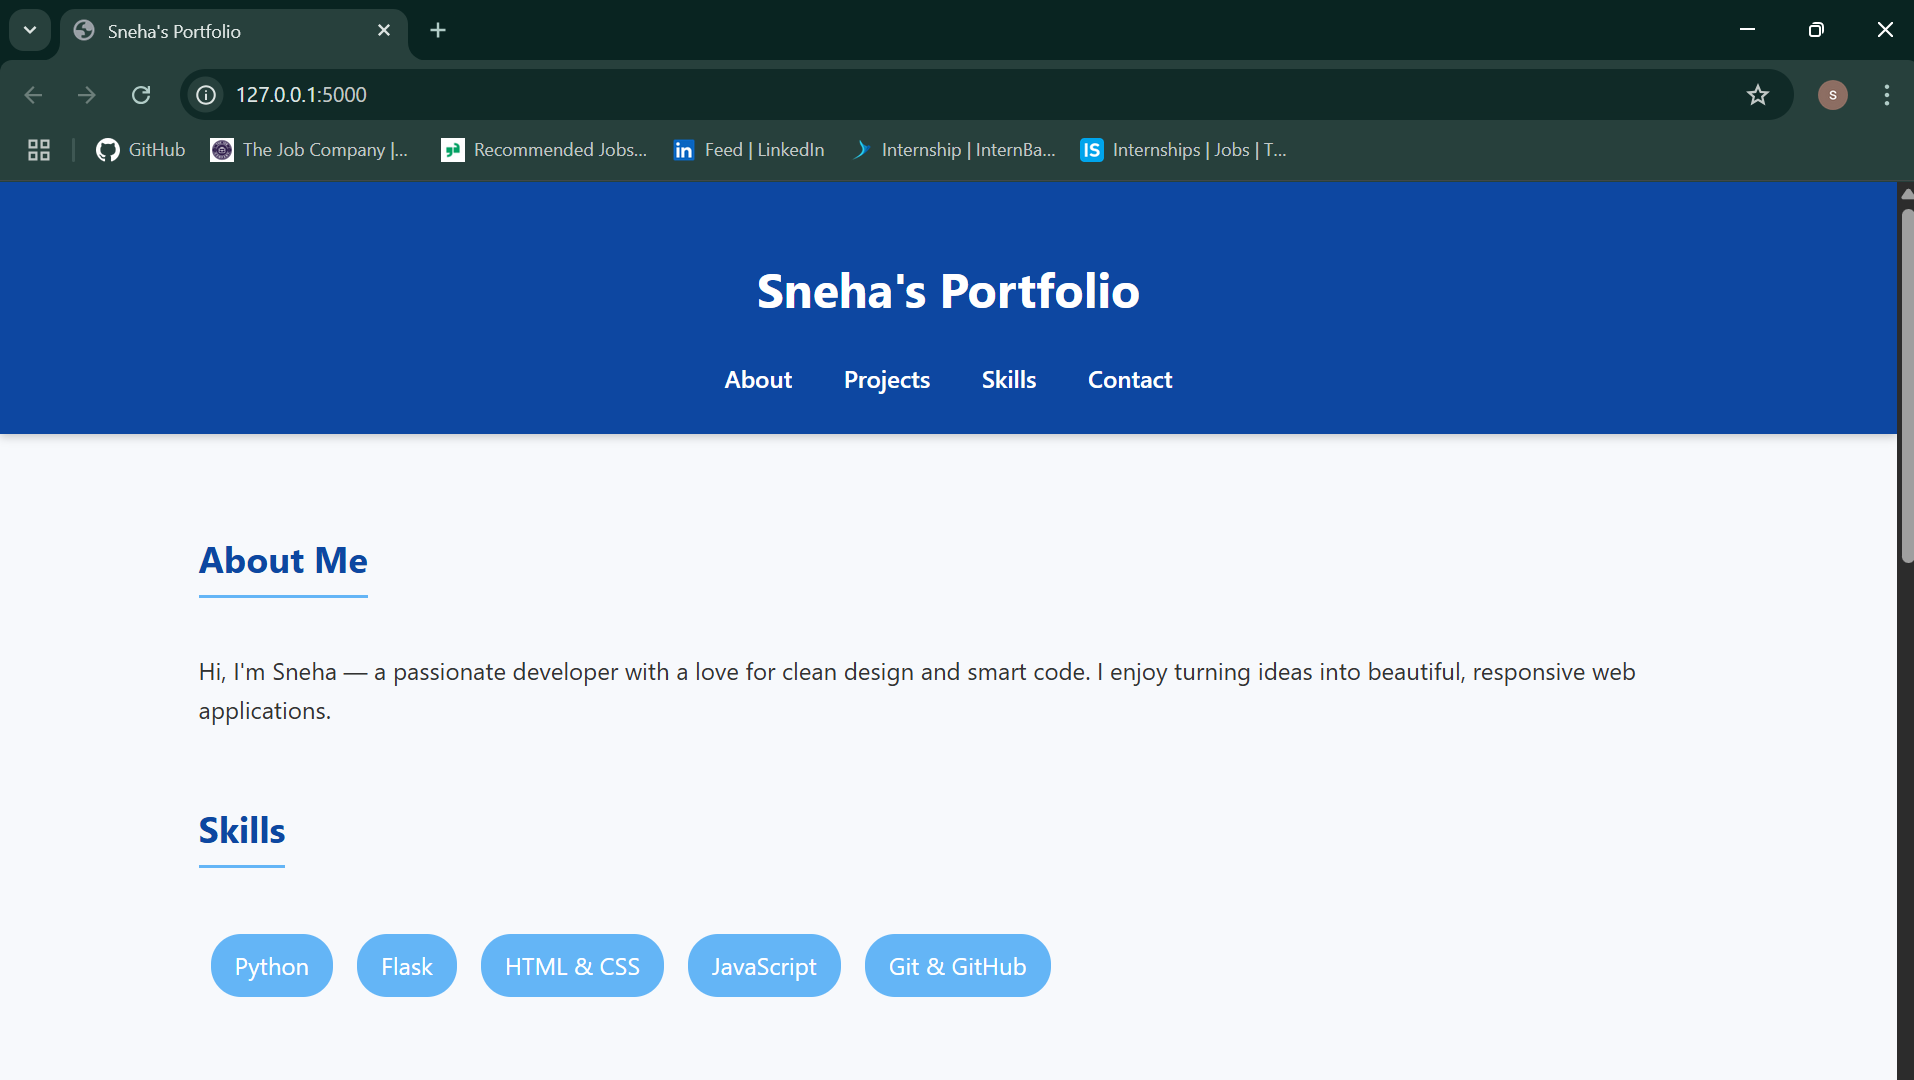 Sneha's Portfolio
127.0.0.1:5000
S
GitHub
The Job Company |...
Recommended Jobs...
in
Feed | LinkedIn
Internship | InternBa...
IS
Internships | Jobs | T...
Sneha's Portfolio
About Projects Skills Contact
About Me
Hi, I'm Sneha — a passionate developer with a love for clean design and smart code. I enjoy turning ideas into beautiful, responsive web
applications.
Skills
Python Flask HTML & CSS JavaScript Git & GitHub